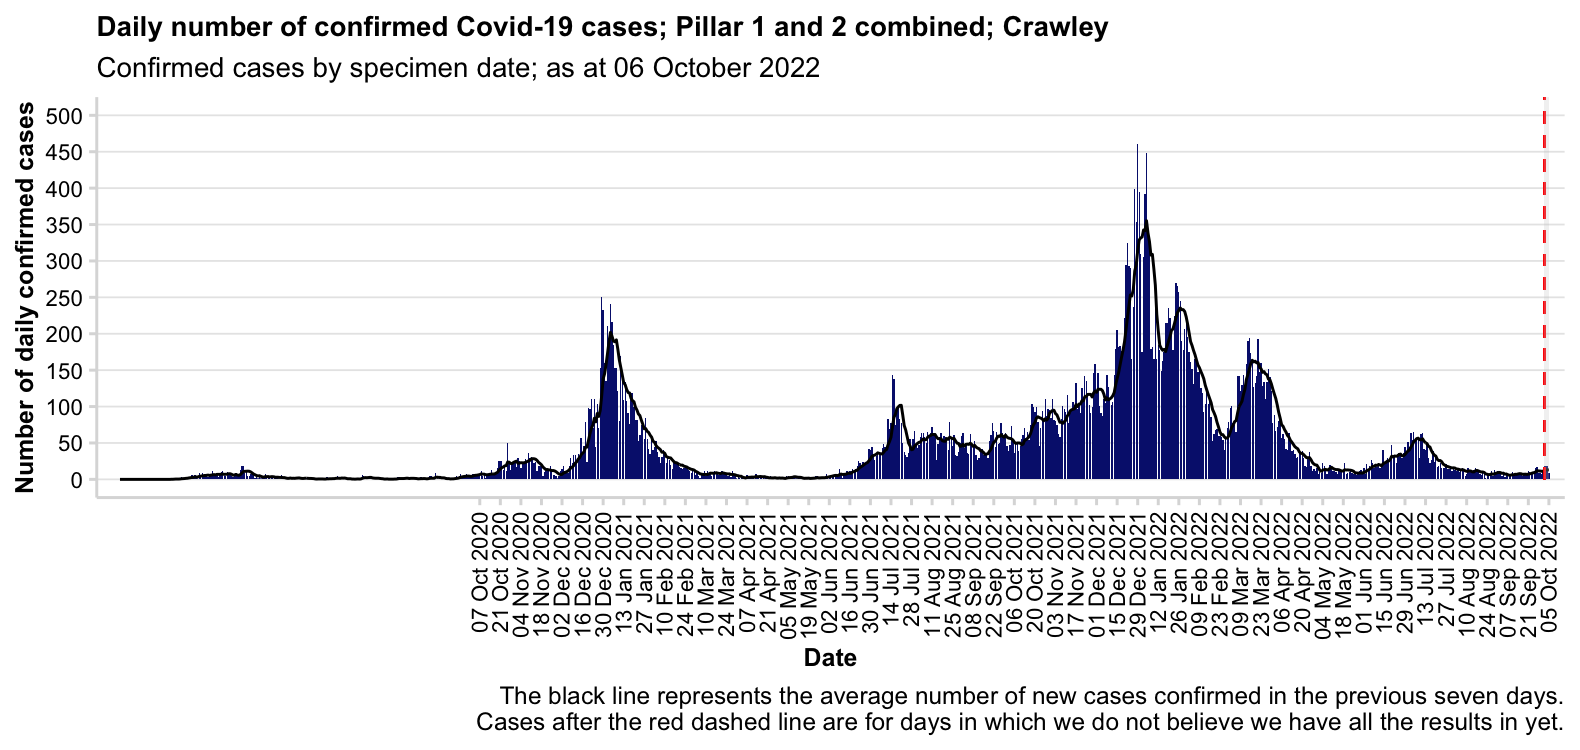 Daily number of confirmed Covid-19 cases; Pillar 1 and 2 combined; Crawley
Confirmed cases by specimen date; as at 06 October 2022
Number of daily confirmed cases
500
450
400
350
300
250
200
150
100
50
0
07 Oct 2020
21 Oct 2020
04 Nov 2020
18 Nov 2020
02 Dec 2020
16 Dec 2020
30 Dec 2020
13 Jan 2021
27 Jan 2021
10 Feb 2021
24 Feb 2021
10 Mar 2021
24 Mar 2021
07 Apr 2021
21 Apr 2021
05 May 2021
19 May 2021
02 Jun 2021
16 Jun 2021
30 Jun 2021
14 Jul 2021
28 Jul 2021
11 Aug 2021
25 Aug 2021
08 Sep 2021
22 Sep 2021
06 Oct 2021
20 Oct 2021
03 Nov 2021
17 Nov 2021
01 Dec 2021
15 Dec 2021
29 Dec 2021
12 Jan 2022
26 Jan 2022
09 Feb 2022
23 Feb 2022
09 Mar 2022
23 Mar 2022
06 Apr 2022
20 Apr 2022
04 May 2022
18 May 2022
01 Jun 2022
15 Jun 2022
29 Jun 2022
13 Jul 2022
27 Jul 2022
10 Aug 2022
24 Aug 2022
07 Sep 2022
21 Sep 2022
05 Oct 2022
Date
The black line represents the average number of new cases confirmed in the previous seven days.
Cases after the red dashed line are for days in which we do not believe we have all the results in yet.